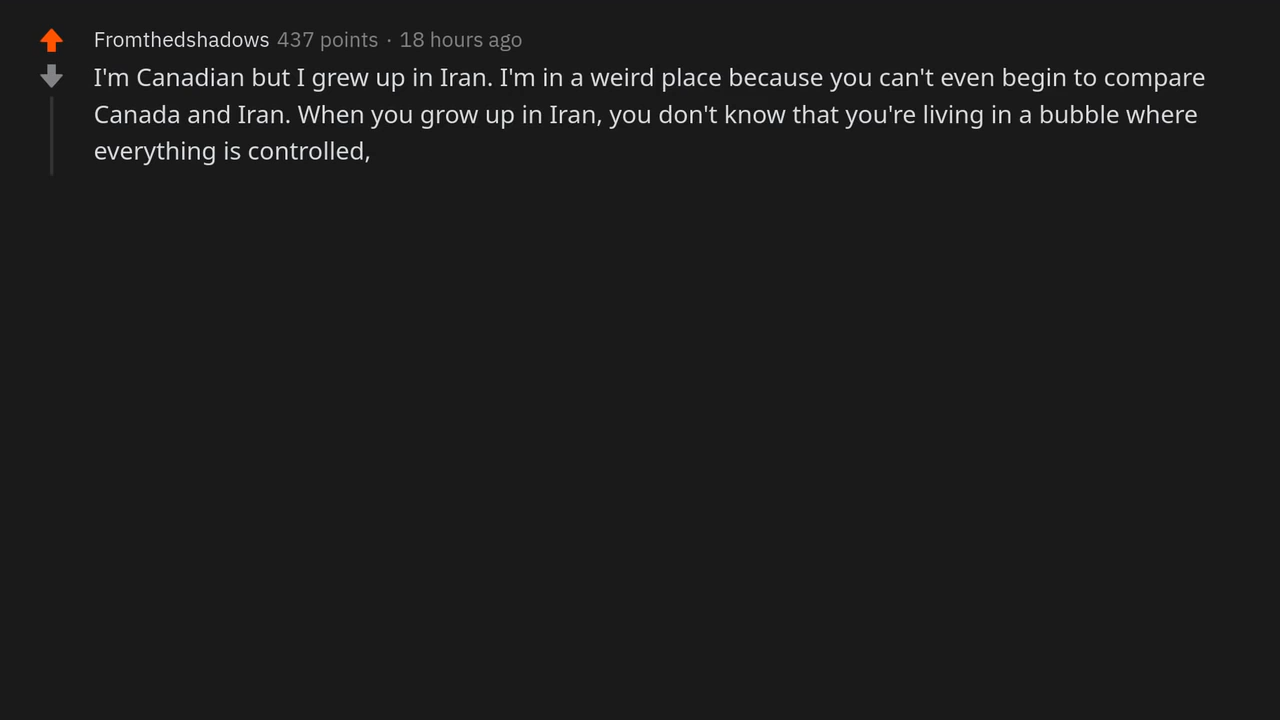 Fromthedshadows 437 points · 18 hours ago
I'm Canadian but I grew up in Iran. I'm in a weird place because you can't even begin to compare
Canada and Iran. When you grow up in Iran, you don't know that you're living in a bubble where
everything is controlled,